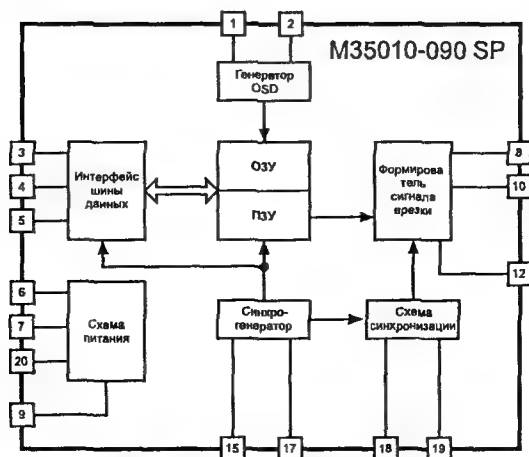 1 2
M35010-090 SP
Генератор
OSD
3
4
5
Интерфейс
шины
данных
ОЗУ
ПЗУ
Формирова
тель
сигнала
врезки
8
10
12
6
7
20
9
Схема
питания
Синхро-
генератор
Схема
синхронизации
15 17 18 19